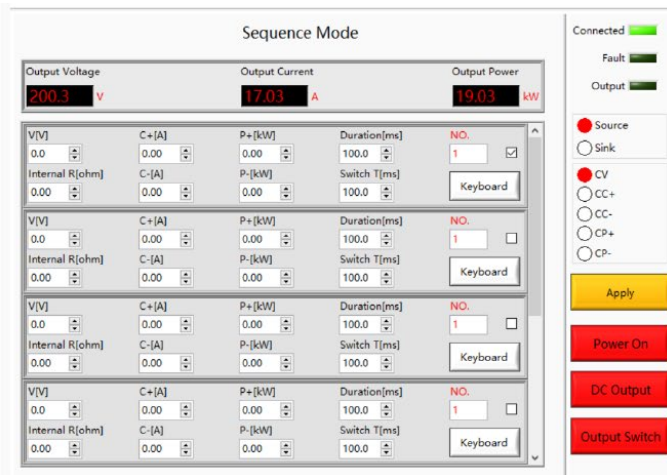 Sequence Mode
Output Voltage Output Current Output Power
200.3 V 17.03 A 19.03 kW
V[V] C+[A] P+[kW] Duration[ms] NO.
0.0 0.00 0.00 100.0 1
Internal R[ohm] C-[A] P-[kW] Switch T[ms] Keyboard
0.00 0.00 0.00 100.0
V[V] C+[A] P+[kW] Duration[ms] NO.
0.0 0.00 0.00 100.0 1
Internal R[ohm] C-[A] P-[kW] Switch T[ms] Keyboard
0.00 0.00 0.00 100.0
V[V] C+[A] P+[kW] Duration[ms] NO.
0.0 0.00 0.00 100.0 1
Internal R[ohm] C-[A] P-[kW] Switch T[ms] Keyboard
0.00 0.00 0.00 100.0
V[V] C+[A] P+[kW] Duration[ms] NO.
0.0 0.00 0.00 100.0 1
Internal R[ohm] C-[A] P-[kW] Switch T[ms] Keyboard
0.00 0.00 0.00 100.0
Connected
Fault
Output
Source
Sink
CV
CC+
CC-
CP+
CP-
Apply
Power On
DC Output
Output Switch